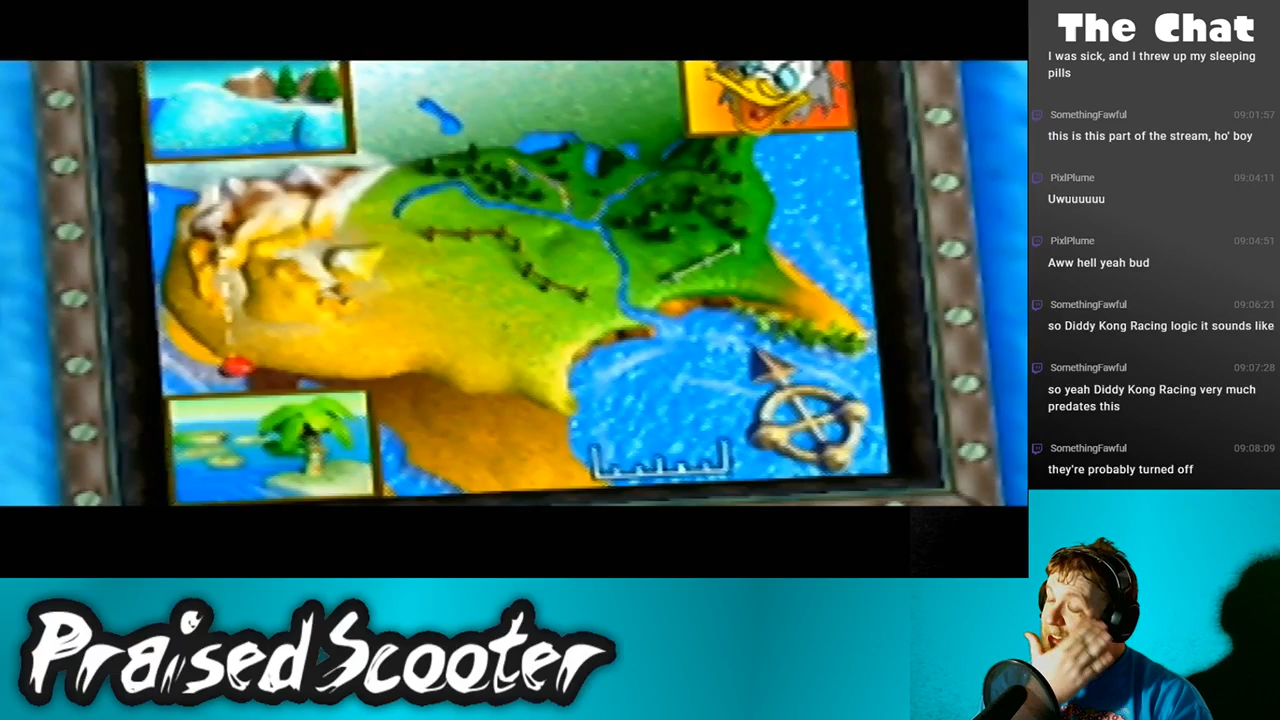 The Chat
I was sick, and I threw up my sleeping
pills
SomethingFawful 09:01:57
this is this part of the stream, ho' boy
PixlPlume 09:04:11
Uwuuuuuu
PixlPlume 09:04:51
Aww hell yeah bud
SomethingFawful 09:06:21
so Diddy Kong Racing logic it sounds like
SomethingFawful 09:07:28
so yeah Diddy Kong Racing very much
predates this
SomethingFawful 09:08:09
they're probably turned off
PraisedScooter